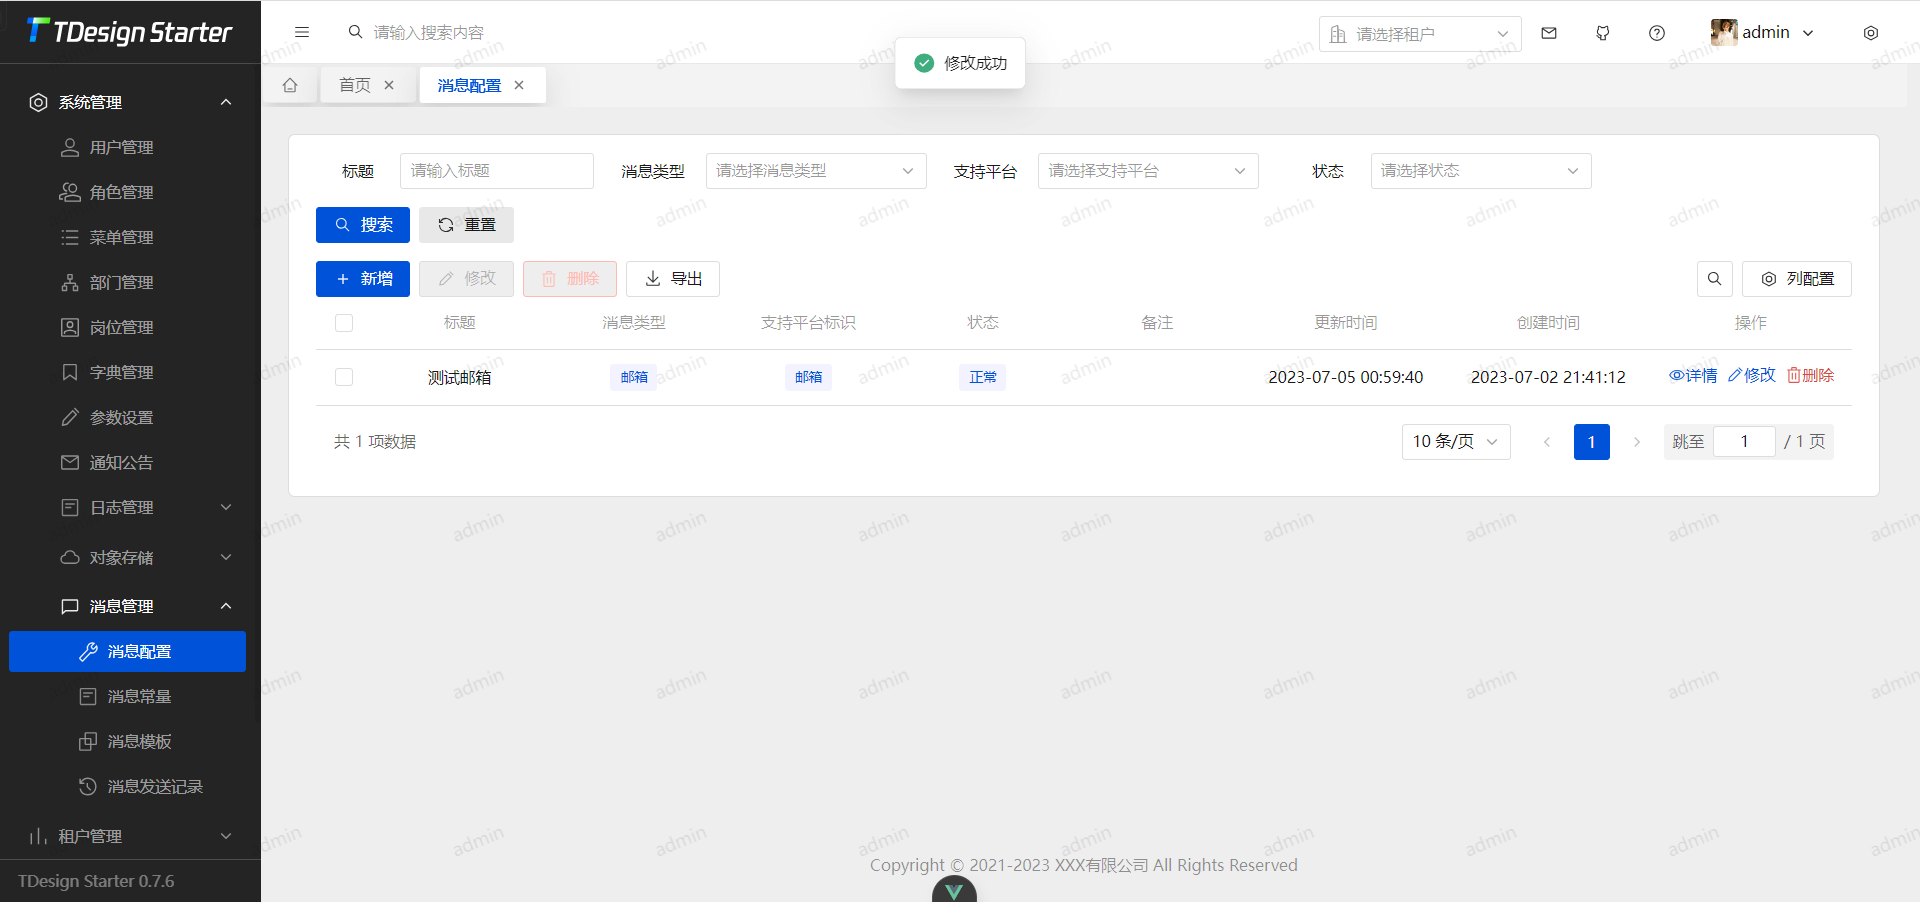 TDesign Starter
请输入搜索内容
请选择租户
admin
修改成功
首页
消息配置
系统管理
用户管理
角色管理
菜单管理
部门管理
岗位管理
字典管理
参数设置
通知公告
日志管理
对象存储
消息管理
消息配置
消息常量
消息模板
消息发送记录
租户管理
TDesign Starter 0.7.6
标题 请输入标题 消息类型 请选择消息类型 支持平台 请选择支持平台 状态 请选择状态
搜索 重置
新增 修改 删除 导出 列配置
标题 消息类型 支持平台标识 状态 备注 更新时间 创建时间 操作
测试邮箱 邮箱 邮箱 正常 2023-07-05 00:59:40 2023-07-02 21:41:12 详情 修改 删除
共 1 项数据 10 条/页 1 跳至 1 / 1 页
Copyright © 2021-2023 XXX有限公司 All Rights Reserved